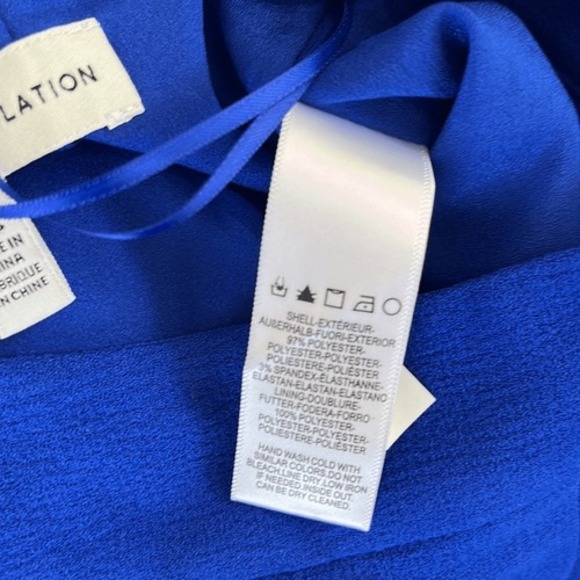 LATION
E IN
INA
BRIQUE
N CHINE
SHELL-EXTÉRIEUR-
AUßERHALB-FUORI-EXTERIOR
97% POLYESTER-
POLYESTER-POLYESTER-
POLIESTERE-POLIÉSTER
3% SPANDEX-ÉLASTHANNE-
ELASTAN-ELASTAN-ELASTANO
LINING-DOUBLURE-
FUTTER-FODERA-FORRO
100% POLYESTER-
POLYESTER-POLYESTER-
POLIESTERE-POLIÉSTER
HAND WASH COLD WITH
SIMILAR COLORS.DO NOT
BLEACH.LINE DRY. LOW IRON
IF NEEDED.INSIDE OUT.
CAN BE DRY CLEANED.